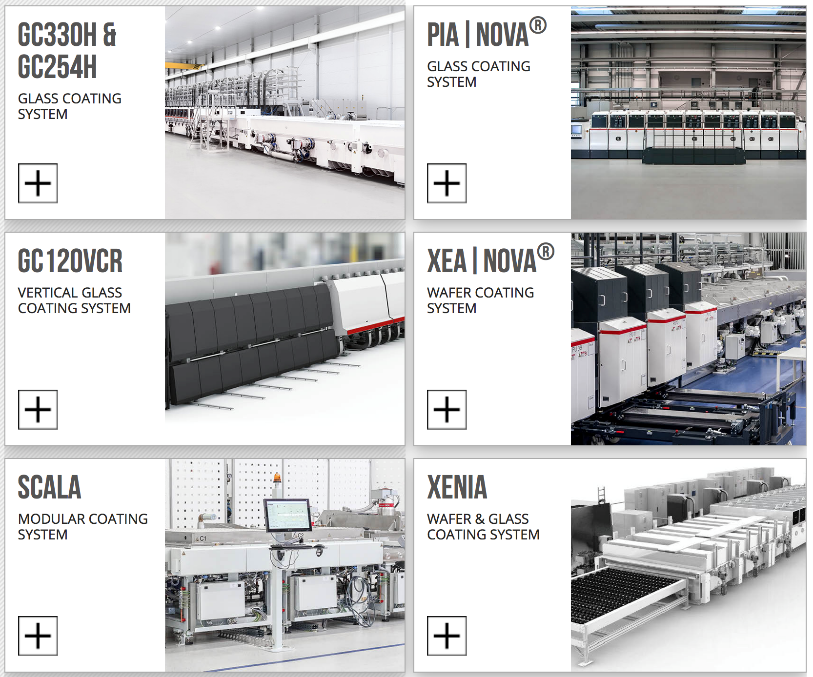 GC330H &
GC254H
GLASS COATING
SYSTEM
PIA | NOVA®
GLASS COATING
SYSTEM
GC120VCR
VERTICAL GLASS
COATING SYSTEM
XEA | NOVA®
WAFER COATING
SYSTEM
SCALA
MODULAR COATING
SYSTEM
C1
XENIA
WAFER & GLASS
COATING SYSTEM